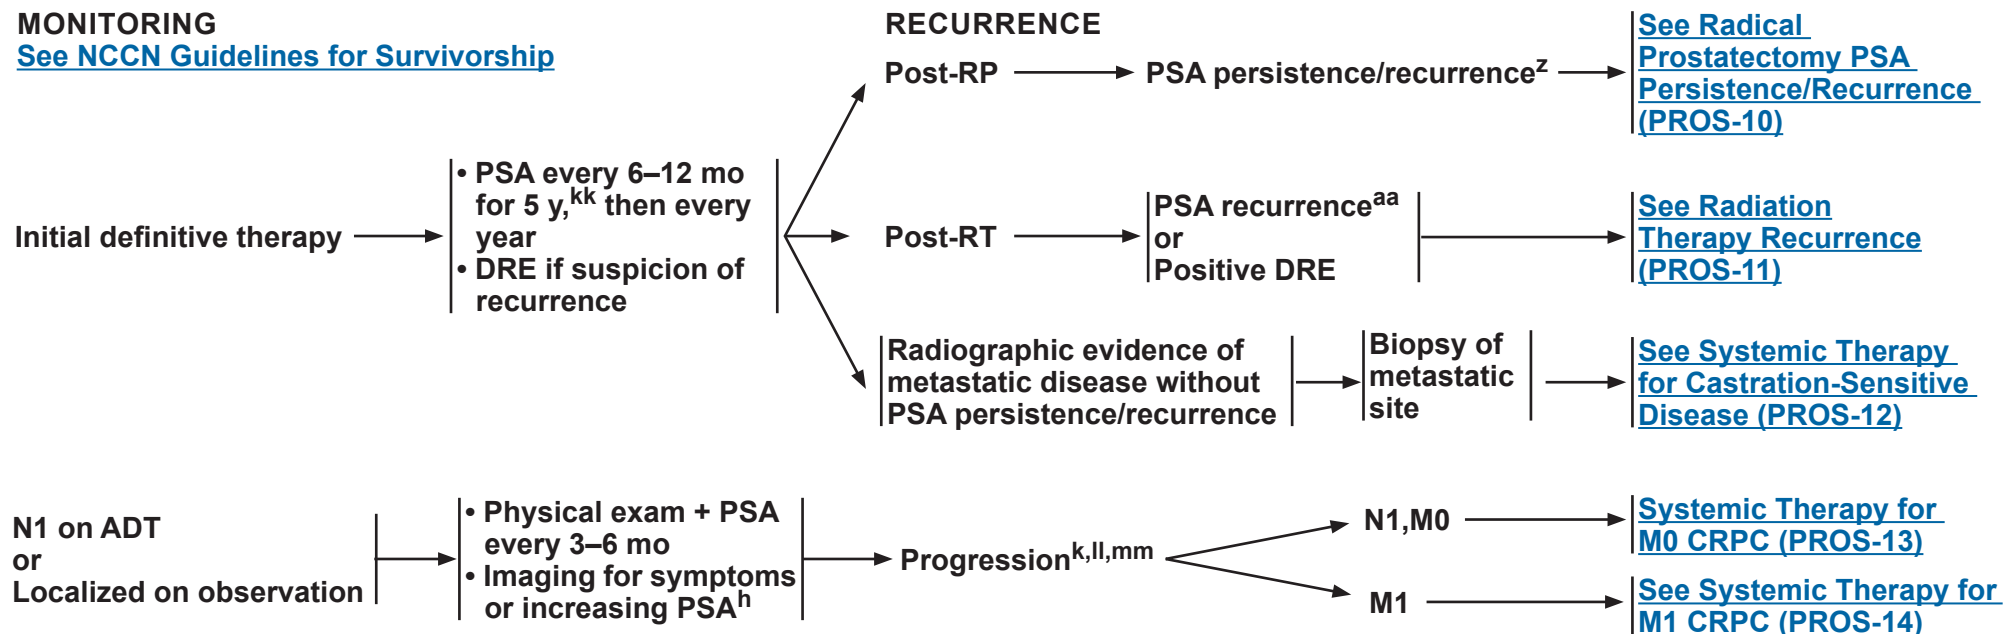 MONITORING
See NCCN Guidelines for Survivorship
RECURRENCE
Initial definitive therapy
• PSA every 6–12 mo
for 5 y,kk then every
year
• DRE if suspicion of
recurrence
Post-RP
PSA persistence/recurrencez
See Radical
Prostatectomy PSA
Persistence/Recurrence
(PROS-10)
Post-RT
PSA recurrenceaa
or
Positive DRE
See Radiation
Therapy Recurrence
(PROS-11)
Radiographic evidence of
metastatic disease without
PSA persistence/recurrence
Biopsy of
metastatic
site
See Systemic Therapy
for Castration-Sensitive
Disease (PROS-12)
N1 on ADT
or
Localized on observation
• Physical exam + PSA
every 3–6 mo
• Imaging for symptoms
or increasing PSAh
Progressionk,ll,mm
N1,M0
Systemic Therapy for
M0 CRPC (PROS-13)
M1
See Systemic Therapy for
M1 CRPC (PROS-14)